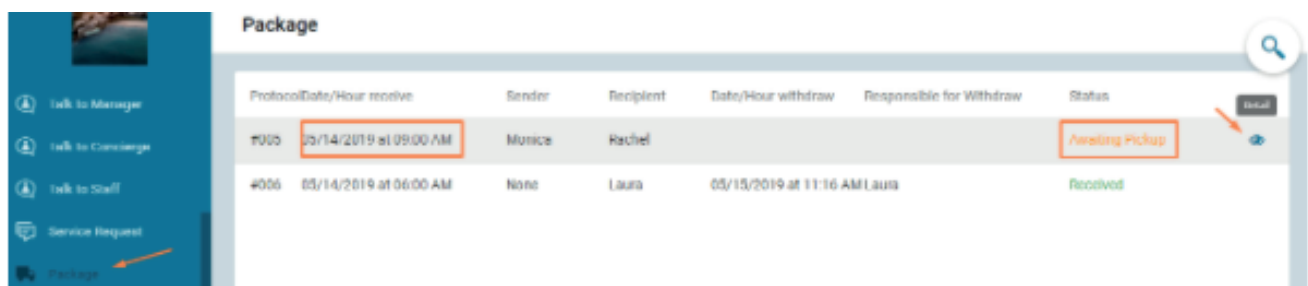 Package
Talk to Manager
Talk to Concierge
Talk to Staff
Service Request
Package
Protocol Date/Hour receive Sender Recipient Date/Hour withdraw Responsible for Withdraw Status
Detail
#005 05/14/2019 at 09:00 AM Monica Rachel Awaiting Pickup
#006 05/14/2019 at 06:00 AM None Laura 05/15/2019 at 11:16 AM Laura Received